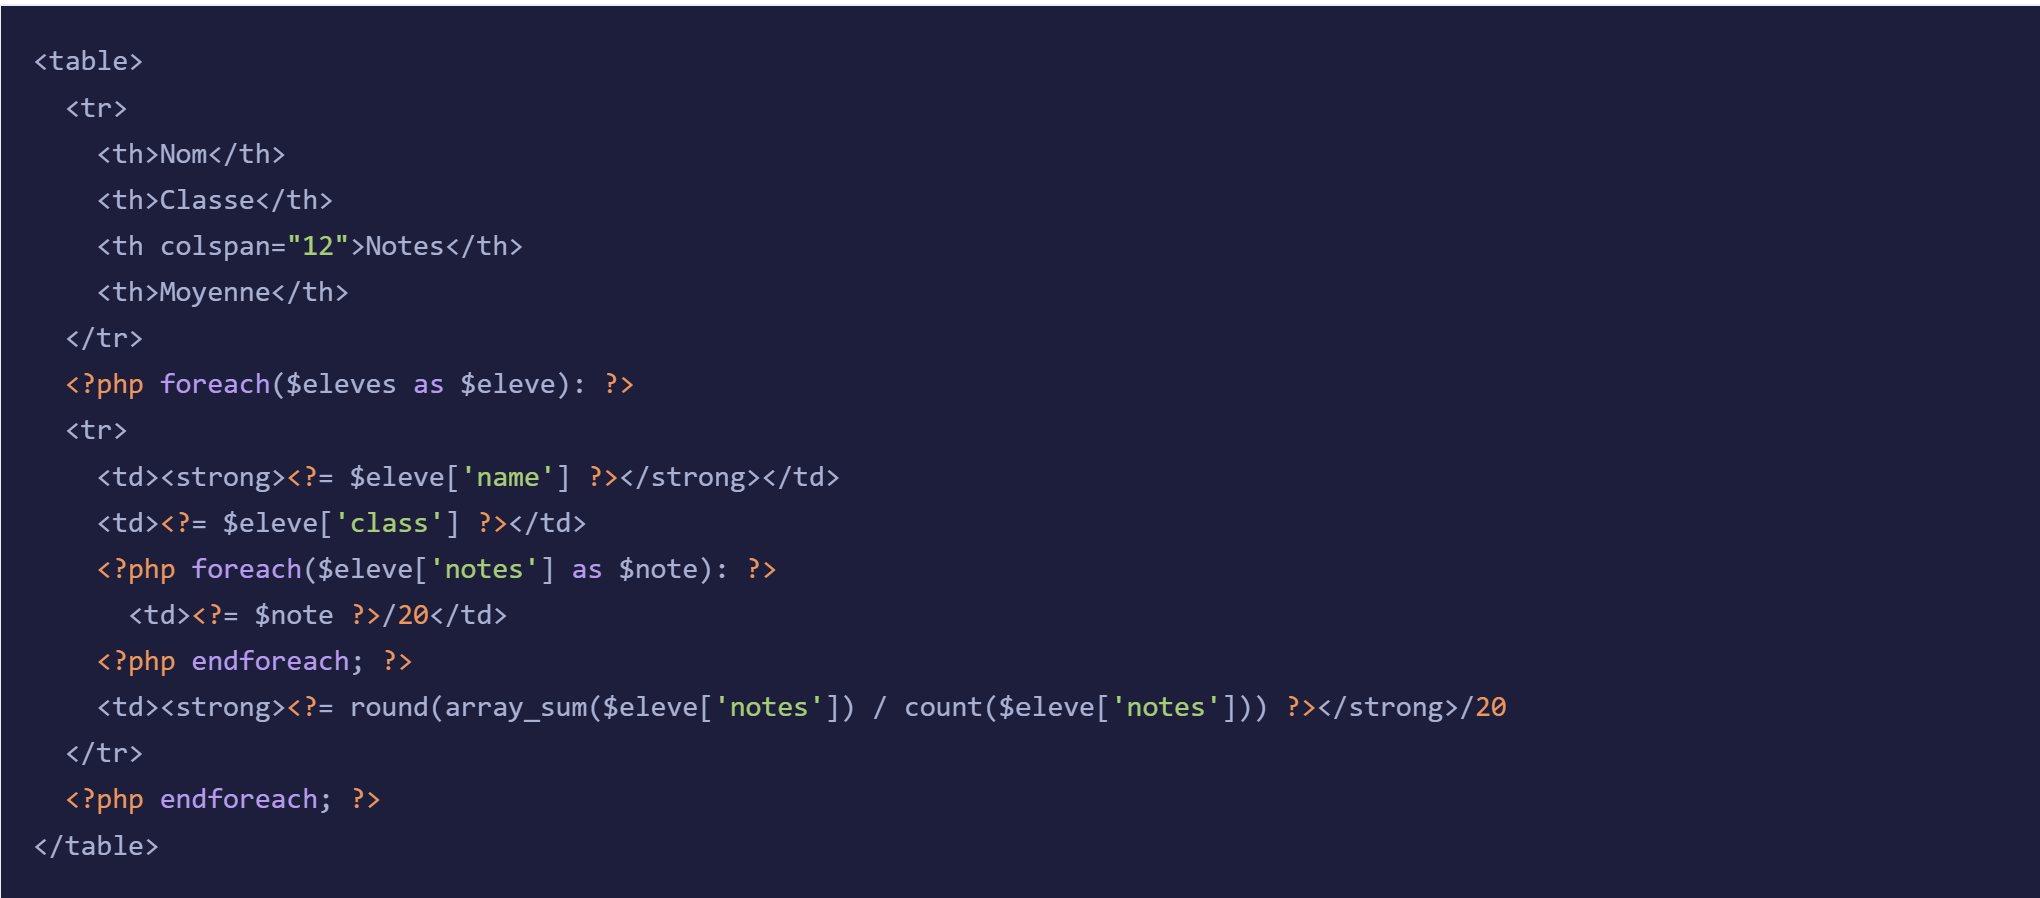 <table>
  <tr>
    <th>Nom</th>
    <th>Classe</th>
    <th colspan="12">Notes</th>
    <th>Moyenne</th>
  </tr>
  <?php foreach($eleves as $eleve): ?>
  <tr>
    <td><strong><?= $eleve['name'] ?></strong></td>
    <td><?= $eleve['class'] ?></td>
    <?php foreach($eleve['notes'] as $note): ?>
      <td><?= $note ?>/20</td>
    <?php endforeach; ?>
    <td><strong><?= round(array_sum($eleve['notes']) / count($eleve['notes'])) ?></strong>/20
  </tr>
  <?php endforeach; ?>
</table>